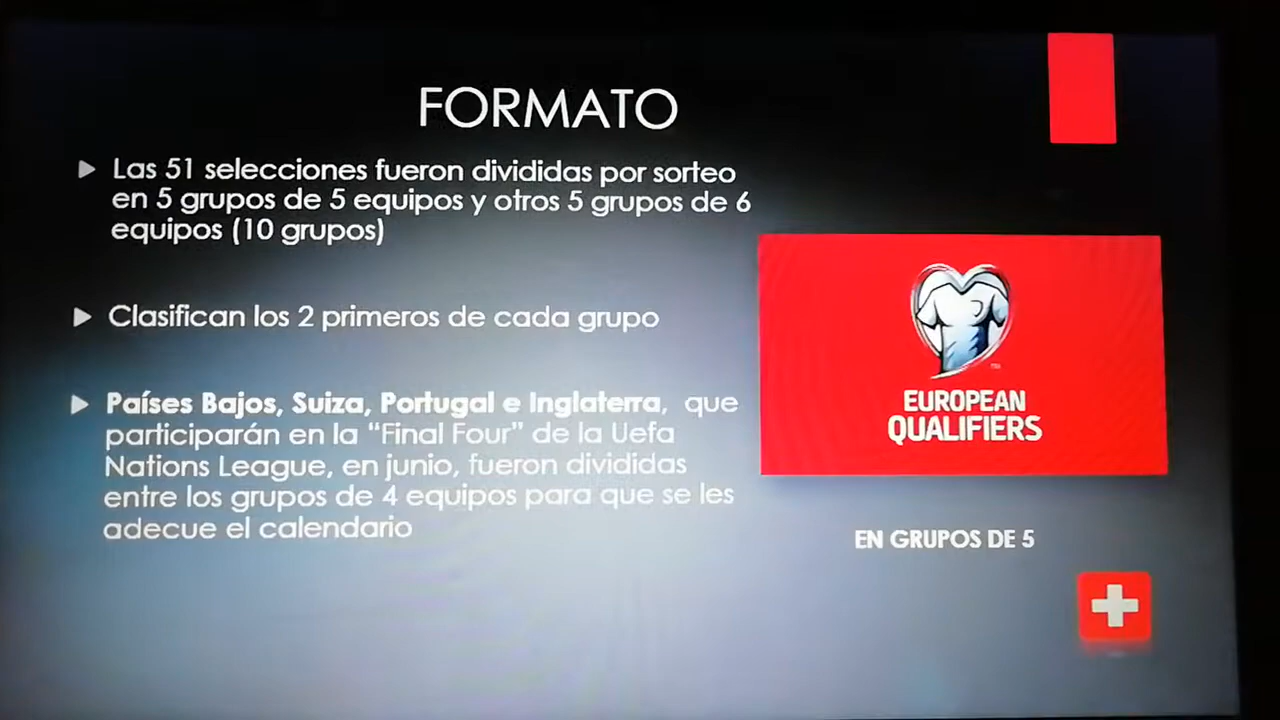 FORMATO
Las 51 selecciones fueron divididas por sorteo
en 5 grupos de 5 equipos y otros 5 grupos de 6
equipos (10 grupos)
Clasifican los 2 primeros de cada grupo
Países Bajos, Suiza, Portugal e Inglaterra, que
participarán en la “Final Four” de la Uefa
Nations League, en junio, fueron divididas
entre los grupos de 4 equipos para que se les
adecue el calendario
EUROPEAN
QUALIFIERS
EN GRUPOS DE 5